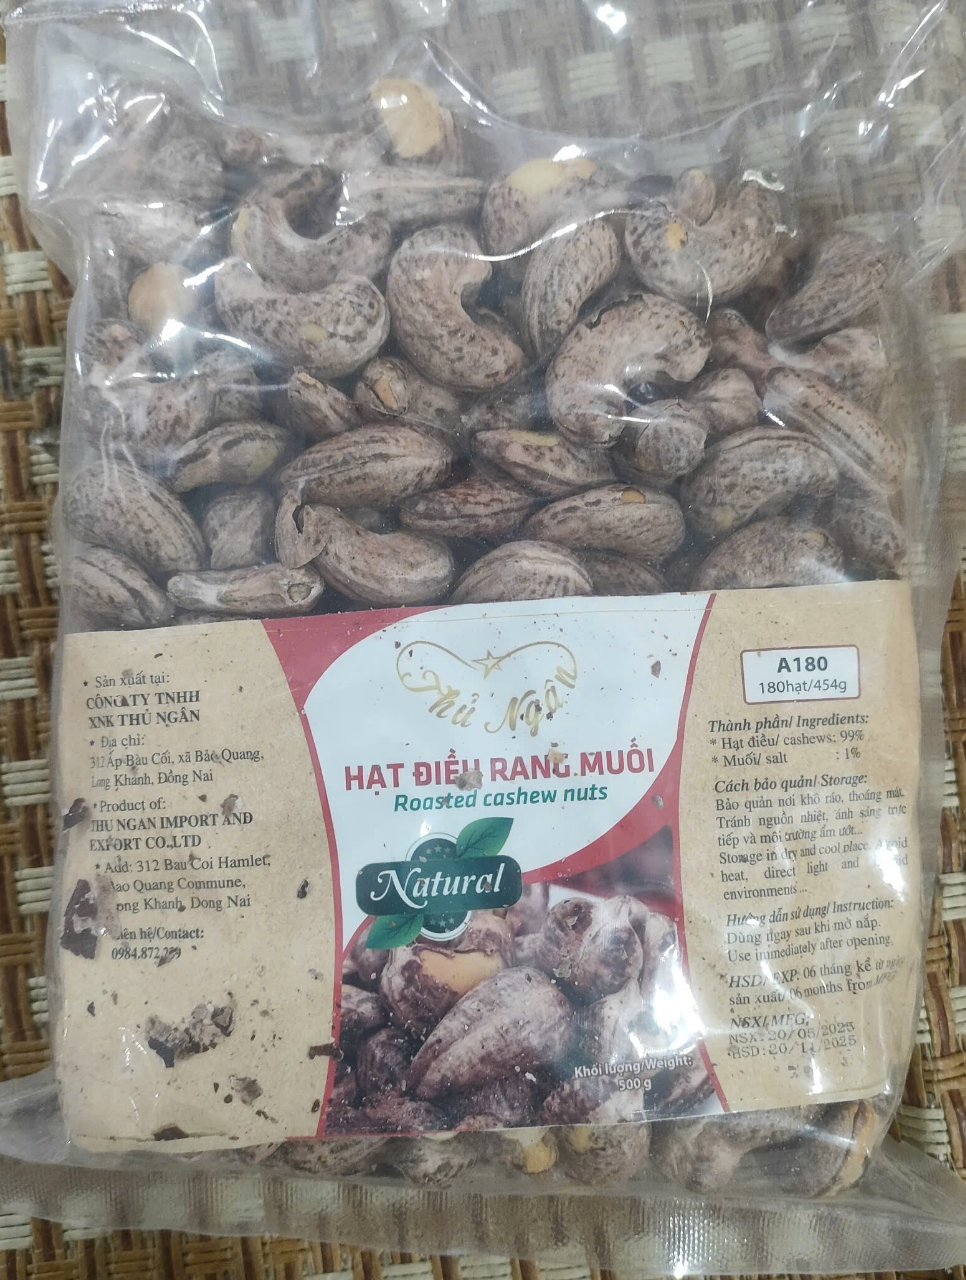 * Sản xuất tại:
CÔNG TY TNHH
XNK THỦ NGÂN
* Địa chỉ:
312 Ấp Bàu Cối, xã Bảo Quang,
Long Khánh, Đồng Nai
* Product of:
THU NGAN IMPORT AND
EXPORT CO.,LTD
* Add: 312 Bau Coi Hamlet,
Bao Quang Commune,
Long Khanh, Dong Nai
Liên hệ/Contact:
0984.872
Thủ Ngân
HẠT ĐIỀU RANG MUỐI
Roasted cashew nuts
Natural
Khối lượng/Weight:
500 g
A180
180hạt/454g
Thành phần/ Ingredients:
* Hạt điều/ cashews: 99%
* Muối/ salt : 1%
Cách bảo quản/ Storage:
Bảo quản nơi khô ráo, thoáng mát.
Tránh nguồn nhiệt, ánh sáng trực
tiếp và môi trường ẩm ướt...
Storage in dry and cool place. Avoid
heat, direct light and
environments...
Hướng dẫn sử dụng/ Instruction:
Dùng ngay sau khi mở nắp.
Use immediately after opening.
HSD/ EXP: 06 tháng kể từ ngày
sản xuất/ 06 months from MFG
NSX/ MFG:
NSX:20/05/2025
HSD:20/11/2025